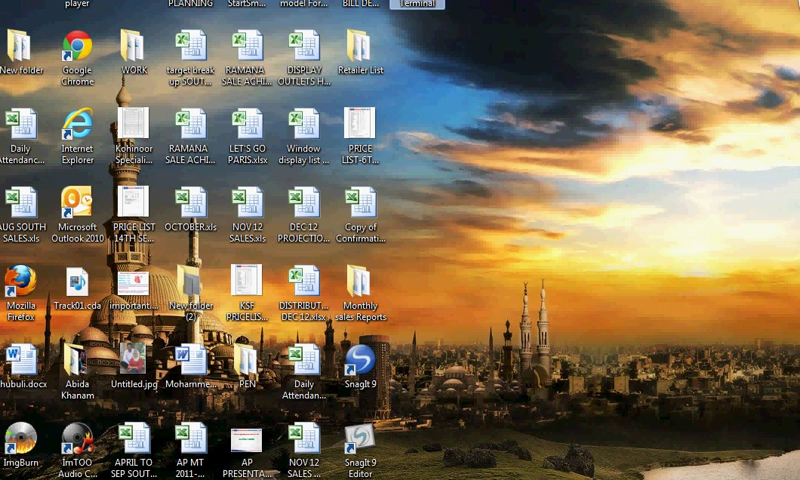 player
PLANNING
StartSm...
model For...
BILL DE...
Terminal
New folder
Google
Chrome
WORK
target break
up SOUT...
RAMANA
SALE ACHI...
DISPLAY
OUTLETS H...
Retailer List
Daily
Attendanc...
Internet
Explorer
Kohinoor
Speciali...
RAMANA
SALE ACHI...
LET'S GO
PARIS.xlsx
Window
display list ...
PRICE
LIST-6T...
AUG SOUTH
SALES.xls
Microsoft
Outlook 2010
PRICE LIST
14TH SE...
OCTOBER.xls
NOV 12
SALES.xls
DEC 12
PROJECTIO...
Copy of
Confirmati...
Mozilla
Firefox
Track01.cda
important...
New folder
(2)
KSF
PRICELIS...
DISTRIBUT...
DEC 12.xlsx
Monthly
sales Reports
hubuli.docx
Abida
Khanam
Untitled.jpg
Mohamme...
PEN
Daily
Attendan...
SnagIt 9
ImgBurn
ImTOO
Audio C...
APRIL TO
SEP SOUT...
AP MT
2011-...
AP
PRESENTA...
NOV 12
SALES ...
SnagIt 9
Editor